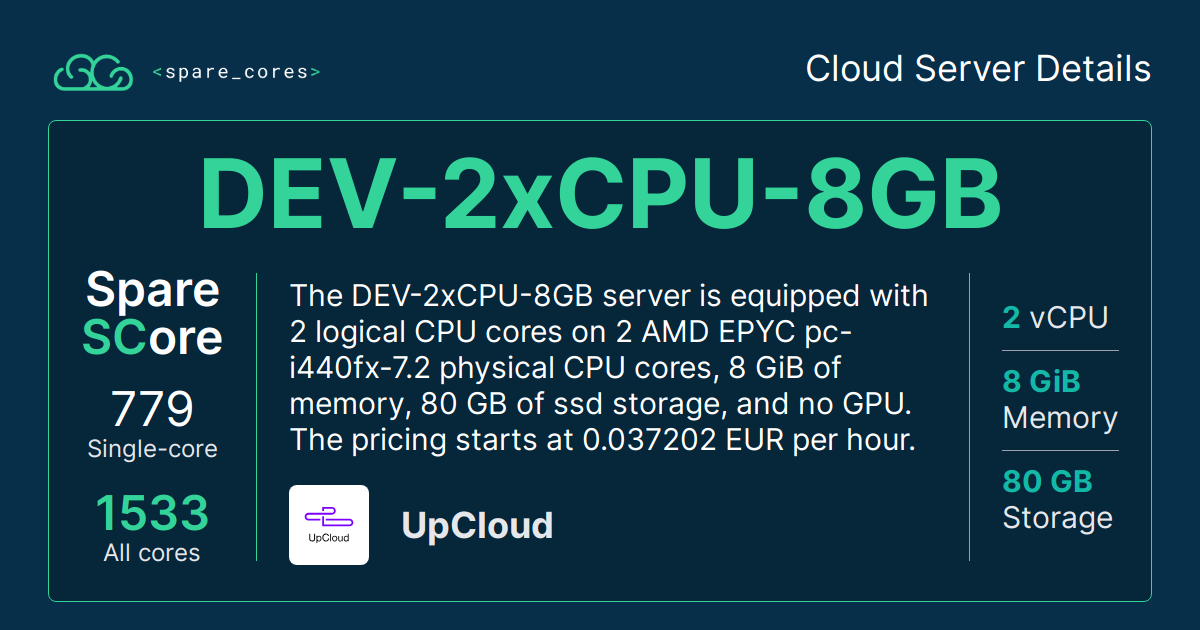 <spare_cores>
Cloud Server Details
DEV-2xCPU-8GB
Spare
SCore
779
Single-core
1533
All cores
The DEV-2xCPU-8GB server is equipped with
2 logical CPU cores on 2 AMD EPYC pc-
i440fx-7.2 physical CPU cores, 8 GiB of
memory, 80 GB of ssd storage, and no GPU.
The pricing starts at 0.037202 EUR per hour.
UpCloud
UpCloud
2 vCPU
8 GiB
Memory
80 GB
Storage